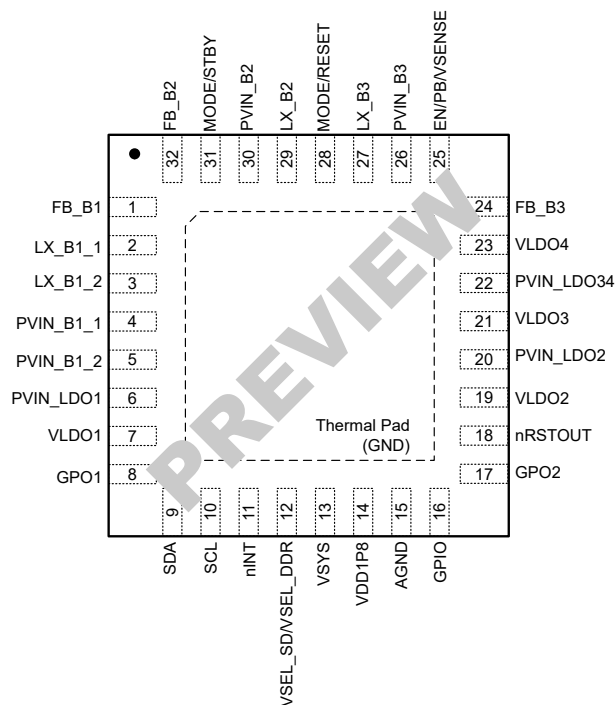 FB_B2
MODE/STBY
PVIN_B2
LX_B2
MODE/RESET
LX_B3
PVIN_B3
EN/PB/VSENSE
32
31
30
29
28
27
26
25
FB_B1 1
LX_B1_1 2
LX_B1_2 3
PVIN_B1_1 4
PVIN_B1_2 5
PVIN_LDO1 6
VLDO1 7
GPO1 8
24 FB_B3
23 VLDO4
22 PVIN_LDO34
21 VLDO3
20 PVIN_LDO2
19 VLDO2
18 nRSTOUT
17 GPO2
PREVIEW
Thermal Pad
(GND)
9
10
11
12
13
14
15
16
SDA
SCL
nINT
VSEL_SD/VSEL_DDR
VSYS
VDD1P8
AGND
GPIO